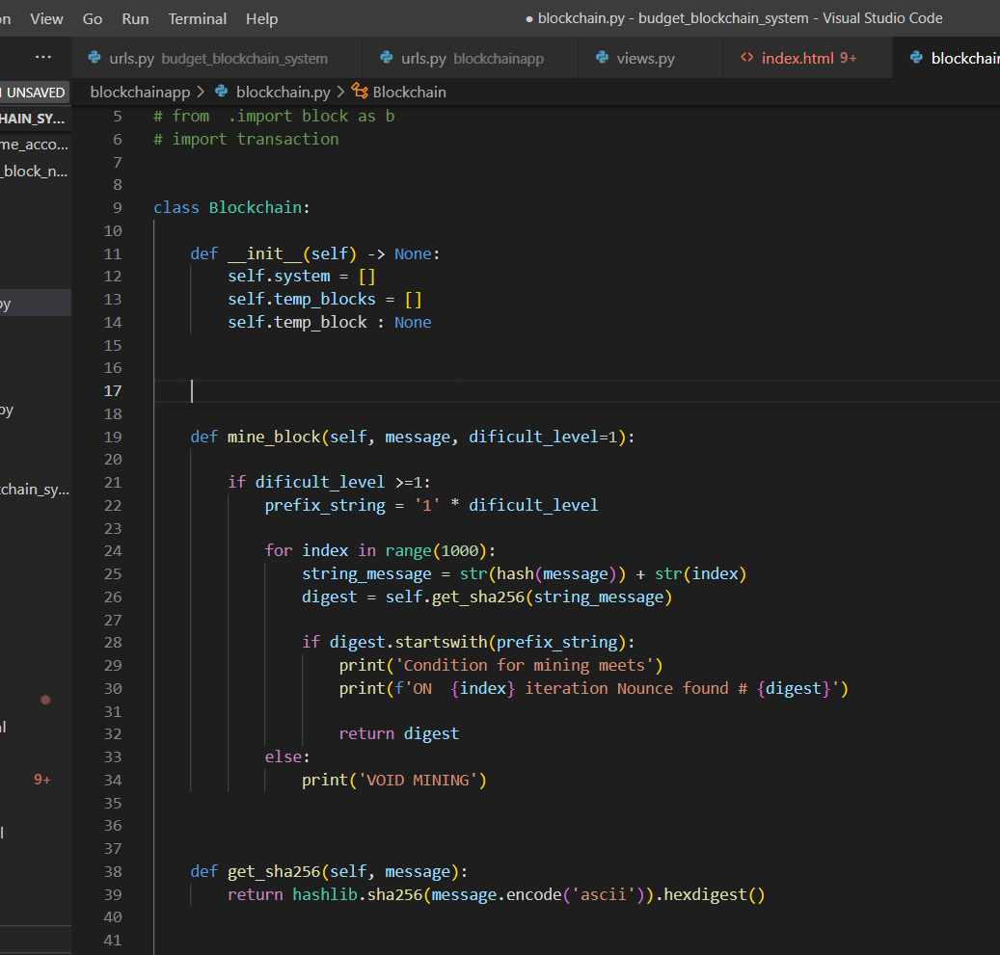 on View Go Run Terminal Help ● blockchain.py - budget_blockchain_system - Visual Studio Code
... urls.py budget_blockchain_system urls.py blockchainapp views.py <> index.html 9+ blockchain
1 UNSAVED blockchainapp > blockchain.py > Blockchain
HAIN_SY...
me_acco...
_block_n...
py
py
chain_sy...
al
9+
l
5 # from  .import block as b
6 # import transaction
7
8
9 class Blockchain:
10
11 def __init__(self) -> None:
12 self.system = []
13 self.temp_blocks = []
14 self.temp_block : None
15
16
17
18
19 def mine_block(self, message, dificult_level=1):
20
21 if dificult_level >=1:
22 prefix_string = '1' * dificult_level
23
24 for index in range(1000):
25 string_message = str(hash(message)) + str(index)
26 digest = self.get_sha256(string_message)
27
28 if digest.startswith(prefix_string):
29 print('Condition for mining meets')
30 print(f'ON  {index} iteration Nounce found # {digest}')
31
32 return digest
33 else:
34 print('VOID MINING')
35
36
37
38 def get_sha256(self, message):
39 return hashlib.sha256(message.encode('ascii')).hexdigest()
40
41